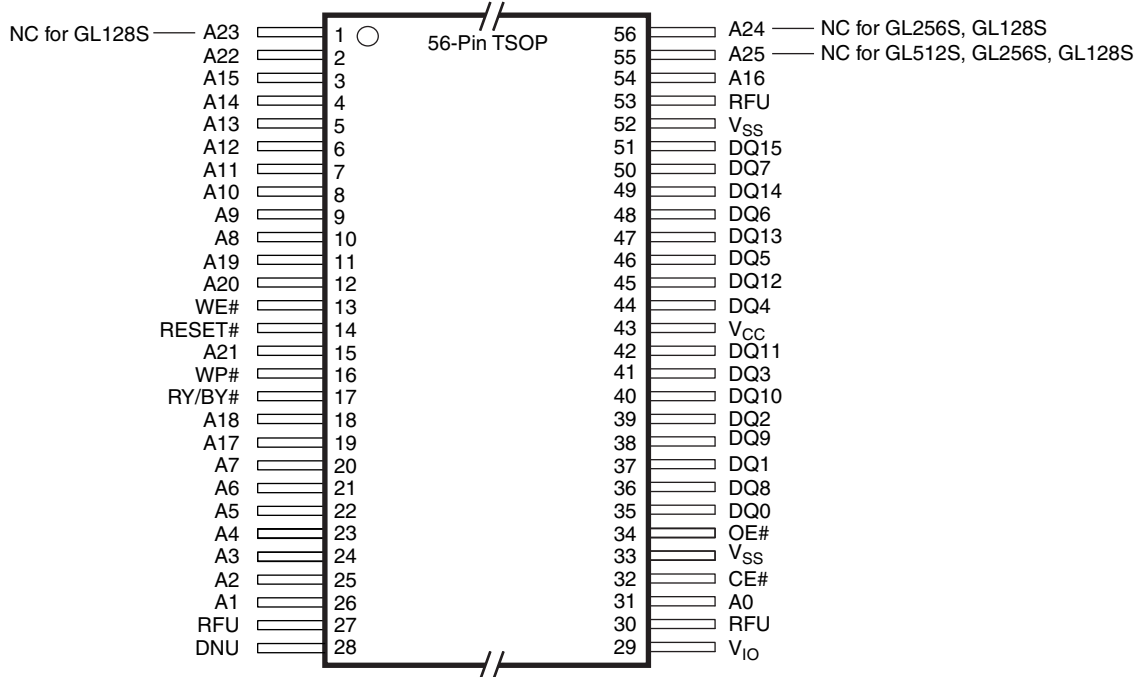 NC for GL128S A23 1 56-Pin TSOP 56 A24 NC for GL256S, GL128S
A22 2 55 A25 NC for GL512S, GL256S, GL128S
A15 3 54 A16
A14 4 53 RFU
A13 5 52 VSS
A12 6 51 DQ15
A11 7 50 DQ7
A10 8 49 DQ14
A9 9 48 DQ6
A8 10 47 DQ13
A19 11 46 DQ5
A20 12 45 DQ12
WE# 13 44 DQ4
RESET# 14 43 VCC
A21 15 42 DQ11
WP# 16 41 DQ3
RY/BY# 17 40 DQ10
A18 18 39 DQ2
A17 19 38 DQ9
A7 20 37 DQ1
A6 21 36 DQ8
A5 22 35 DQ0
A4 23 34 OE#
A3 24 33 VSS
A2 25 32 CE#
A1 26 31 A0
RFU 27 30 RFU
DNU 28 29 VIO